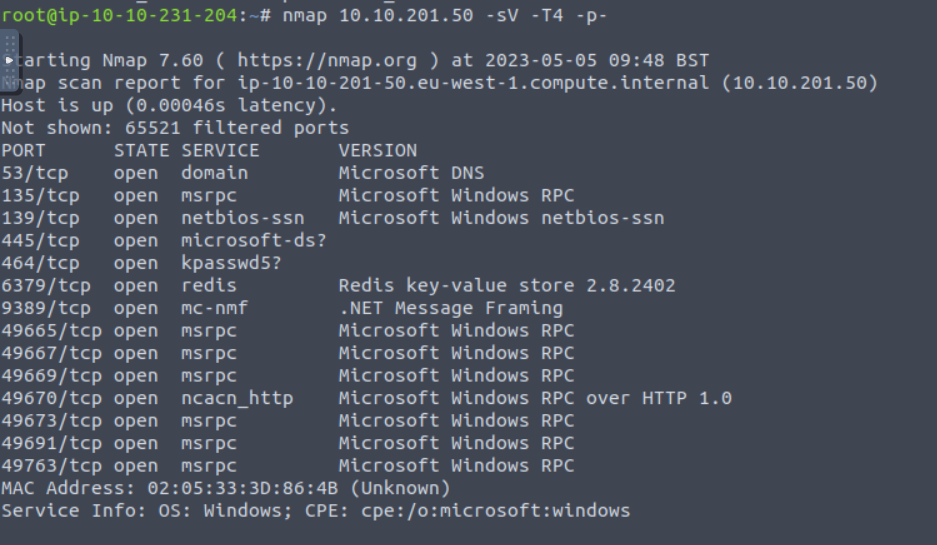 root@ip-10-10-231-204:~# nmap 10.10.201.50 -sV -T4 -p-
tarting Nmap 7.60 ( https://nmap.org ) at 2023-05-05 09:48 BST
map scan report for ip-10-10-201-50.eu-west-1.compute.internal (10.10.201.50)
Host is up (0.00046s latency).
Not shown: 65521 filtered ports
PORT      STATE SERVICE       VERSION
53/tcp    open  domain        Microsoft DNS
135/tcp   open  msrpc         Microsoft Windows RPC
139/tcp   open  netbios-ssn   Microsoft Windows netbios-ssn
445/tcp   open  microsoft-ds?
464/tcp   open  kpasswd5?
6379/tcp  open  redis         Redis key-value store 2.8.2402
9389/tcp  open  mc-nmf        .NET Message Framing
49665/tcp open  msrpc         Microsoft Windows RPC
49667/tcp open  msrpc         Microsoft Windows RPC
49669/tcp open  msrpc         Microsoft Windows RPC
49670/tcp open  ncacn_http    Microsoft Windows RPC over HTTP 1.0
49673/tcp open  msrpc         Microsoft Windows RPC
49691/tcp open  msrpc         Microsoft Windows RPC
49763/tcp open  msrpc         Microsoft Windows RPC
MAC Address: 02:05:33:3D:86:4B (Unknown)
Service Info: OS: Windows; CPE: cpe:/o:microsoft:windows